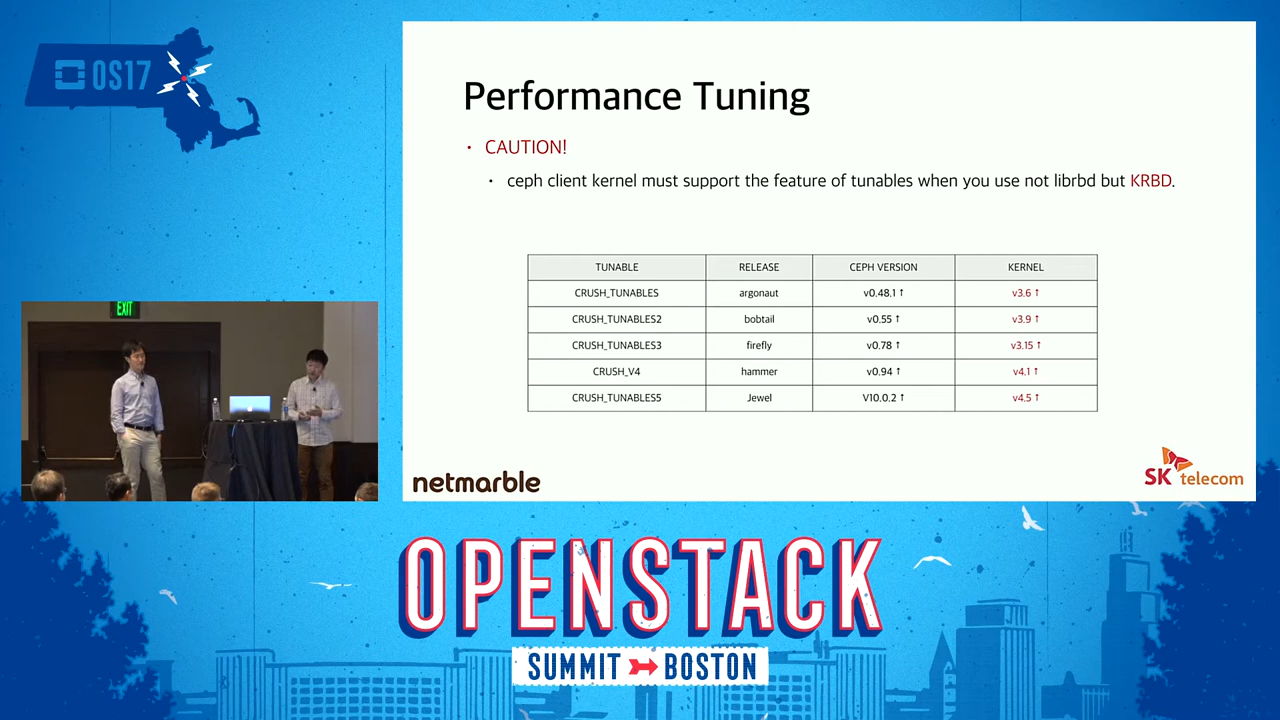 OS17
Performance Tuning
• CAUTION!
• ceph client kernel must support the feature of tunables when you use not librbd but KRBD.
TUNABLE RELEASE CEPH VERSION KERNEL
CRUSH_TUNABLES argonaut v0.48.1 ↑ v3.6 ↑
CRUSH_TUNABLES2 bobtail v0.55 ↑ v3.9 ↑
CRUSH_TUNABLES3 firefly v0.78 ↑ v3.15 ↑
CRUSH_V4 hammer v0.94 ↑ v4.1 ↑
CRUSH_TUNABLES5 Jewel V10.0.2 ↑ v4.5 ↑
EXIT
netmarble
SK telecom
OPENSTACK
SUMMIT BOSTON